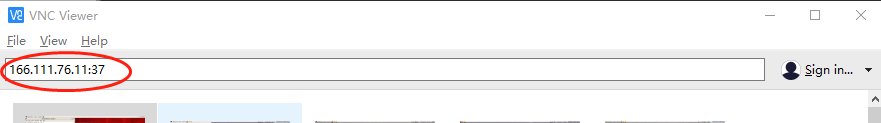 VNC Viewer
File View Help
166.111.76.11:37 Sign in...